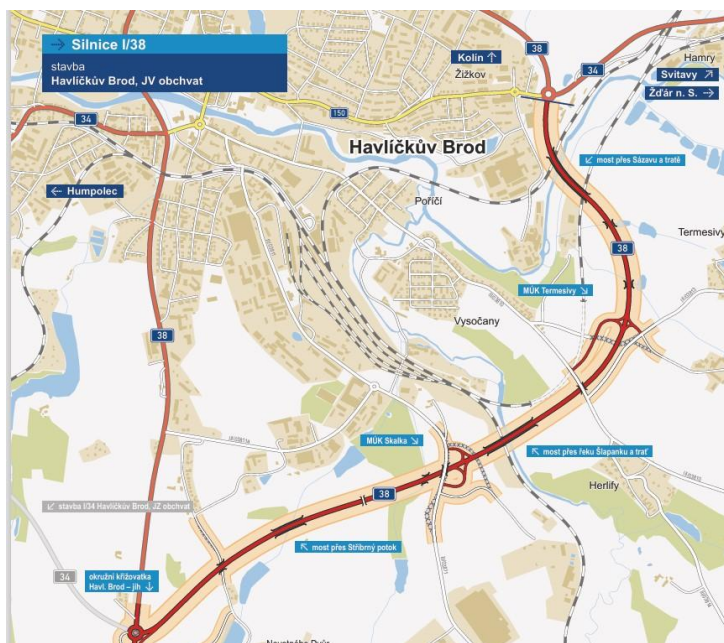 → Silnice I/38
stavba
Havlíčkův Brod, JV obchvat
Kolín ↑
Žižkov
38
34
Hamry
Svitavy ↗
Žďár n. S. →
34
150
Havlíčkův Brod
↙ most přes Sázavu a tratě
← Humpolec
Poříčí
Termesivy
38
MÚK Termesivy ↘
Vysočany
38
MÚK Skalka ↘
↖ most přes řeku Šlapanku a trať
Herlify
38
↙ stavba I/34 Havlíčkův Brod, JZ obchvat
↖ most přes Stříbrný potok
34
okružní křižovatka
Havl. Brod – jih ↓